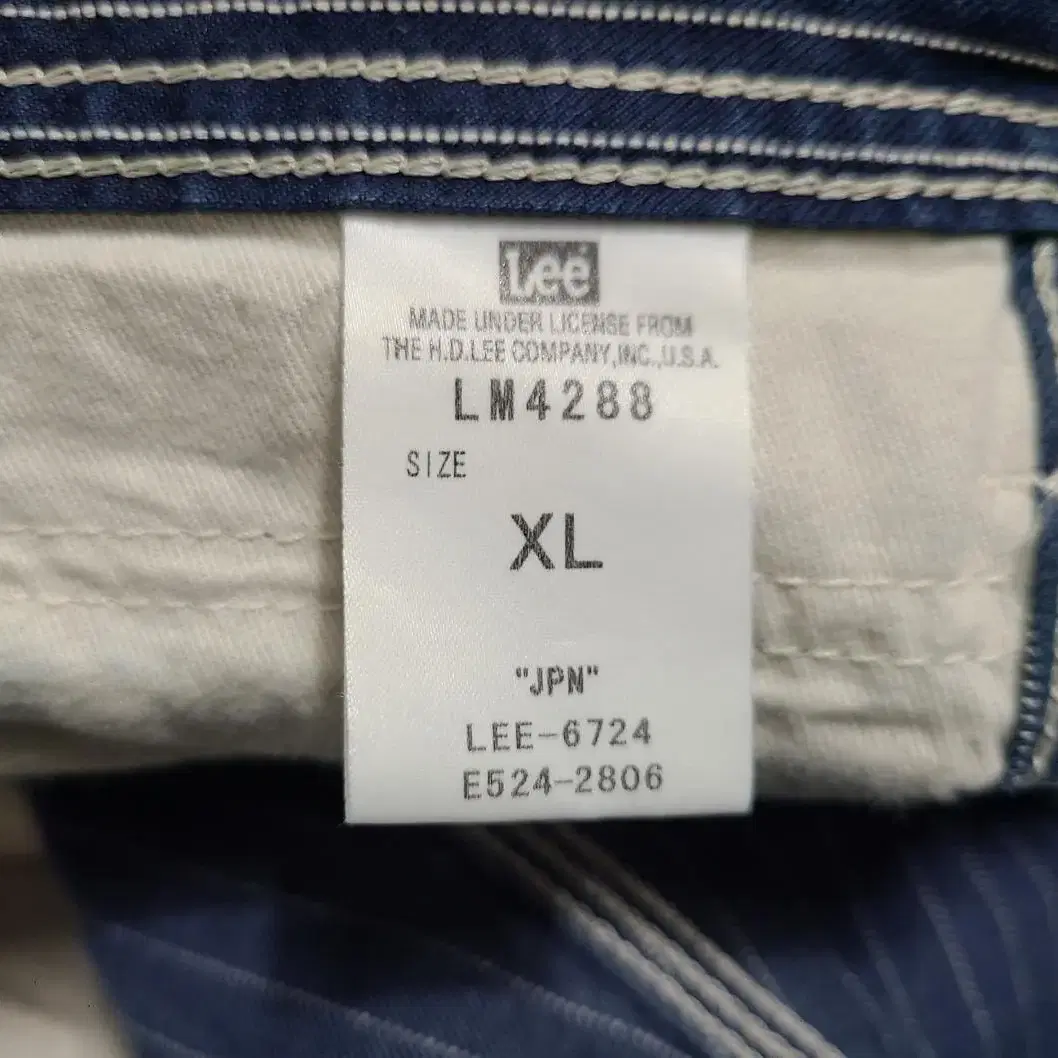 Lee
MADE UNDER LICENSE FROM
THE H.D.LEE COMPANY,INC.,U.S.A.
LM4288
SIZE
XL
"JPN"
LEE-6724
E524-2806